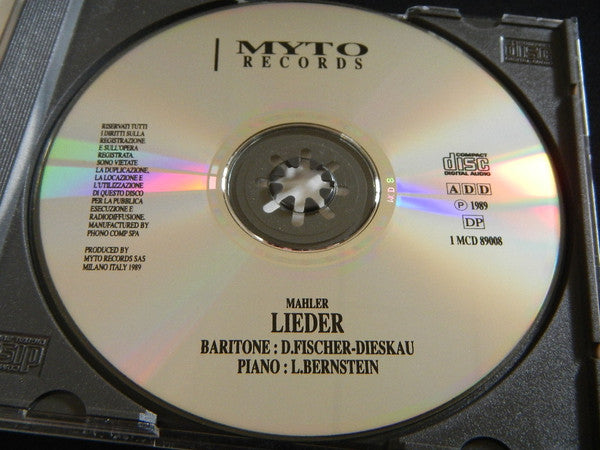 MYTO
RECORDS
RISERVATI TUTTI
I DIRITTI SULLA
REGISTRAZIONE
E SULL'OPERA
REGISTRATA.
SONO VIETATE
LA DUPLICAZIONE,
LA LOCAZIONE E
L'UTILIZZAZIONE
DI QUESTO DISCO
PER LA PUBBLICA
ESECUZIONE E
RADIODIFFUSIONE.
MANUFACTURED BY
PHONO COMP SPA
PRODUCED BY
MYTO RECORDS SAS
MILANO ITALY 1989
COMPACT
disc
DIGITAL AUDIO
ADD
Ⓟ 1989
DP
1 MCD 89008
MDS
MAHLER
LIEDER
BARITONE : D.FISCHER-DIESKAU
PIANO : L.BERNSTEIN
disc